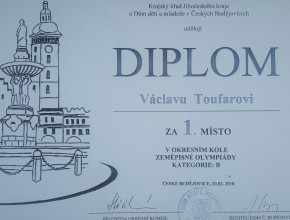 Krajský úřad Jihočeského kraje
a Dům dětí a mládeže v Českých Budějovicích
udělují
DIPLOM
Václavu Toufarovi
ZA 1. MÍSTO
V OKRESNÍM KOLE
ZEMĚPISNÉ OLYMPIÁDY
KATEGORIE: B
ČESKÉ BUDĚJOVICE,